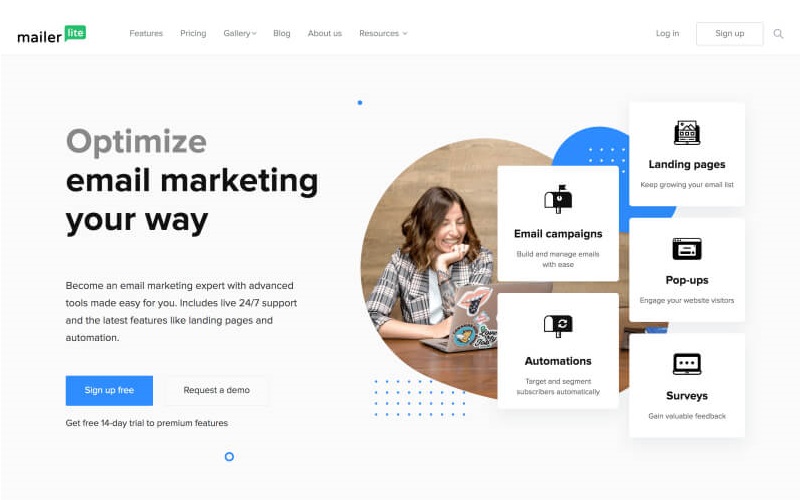 mailer lite
Features
Pricing
Gallery
Blog
About us
Resources
Log in
Sign up
Optimize
email marketing
your way
Become an email marketing expert with advanced
tools made easy for you. Includes live 24/7 support
and the latest features like landing pages and
automation.
Sign up free
Request a demo
Get free 14-day trial to premium features
Email campaigns
Build and manage emails
with ease
Automations
Target and segment
subscribers automatically
Landing pages
Keep growing your email list
Pop-ups
Engage your website visitors
Surveys
Gain valuable feedback